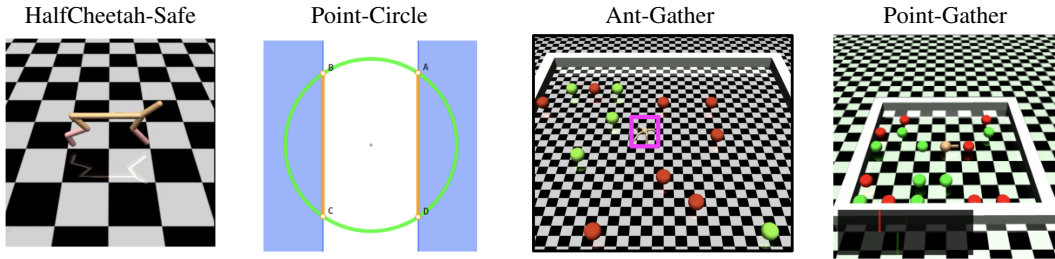 HalfCheetah-Safe
Point-Circle
Ant-Gather
Point-Gather
B
A
C
D